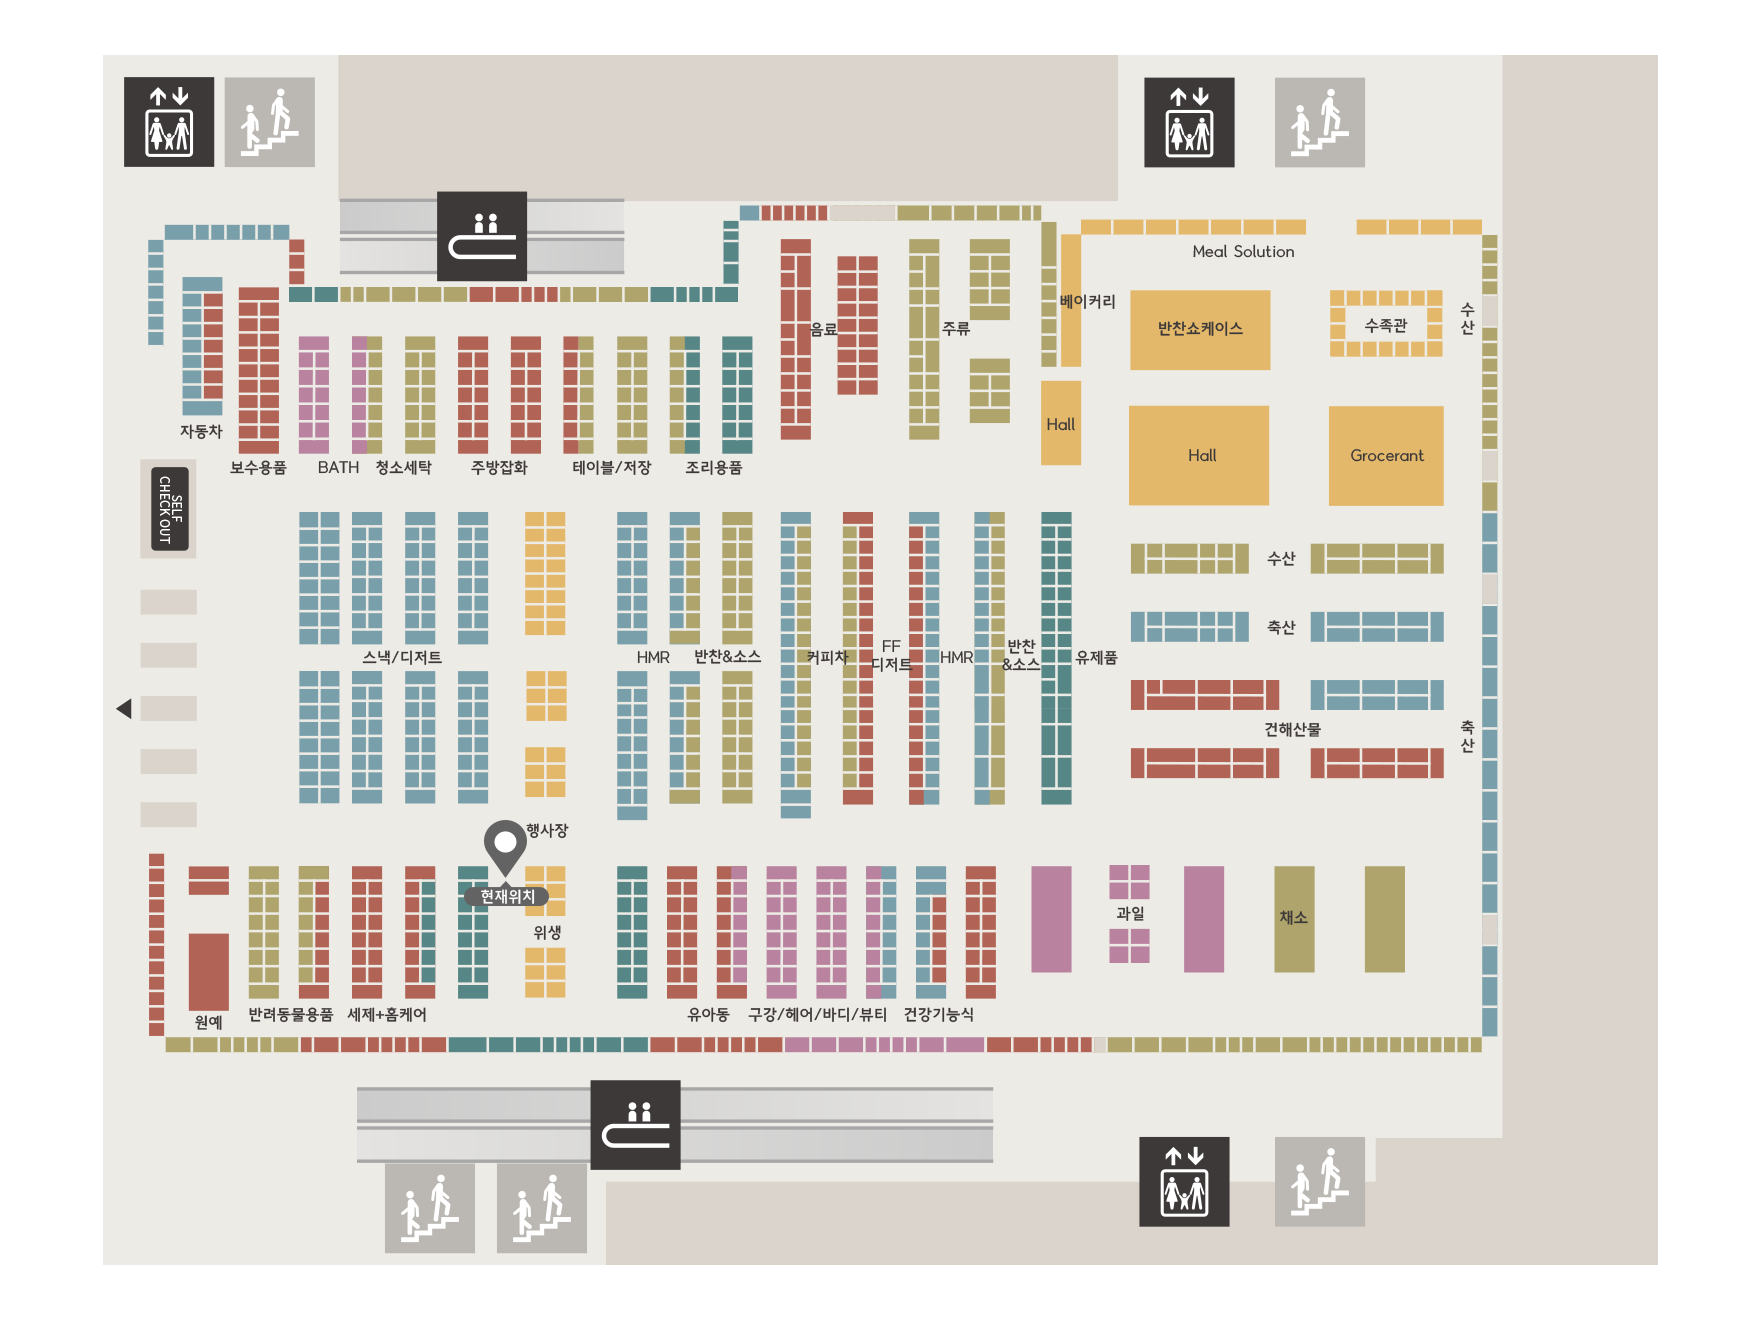 Meal Solution
베이커리
수
산
음료
주류
반찬쇼케이스
수족관
자동차
Hall
Hall
Grocerant
보수용품
BATH
청소세탁
주방잡화
테이블/저장
조리용품
SELF
CHECK OUT
수산
축산
스낵/디저트
HMR
반찬&소스
커피차
FF
디저트
HMR
반찬
&소스
유제품
건해산물
축
산
행사장
현재위치
위생
과일
채소
원예
반려동물용품
세제+홈케어
유아동
구강/헤어/바디/뷰티
건강기능식